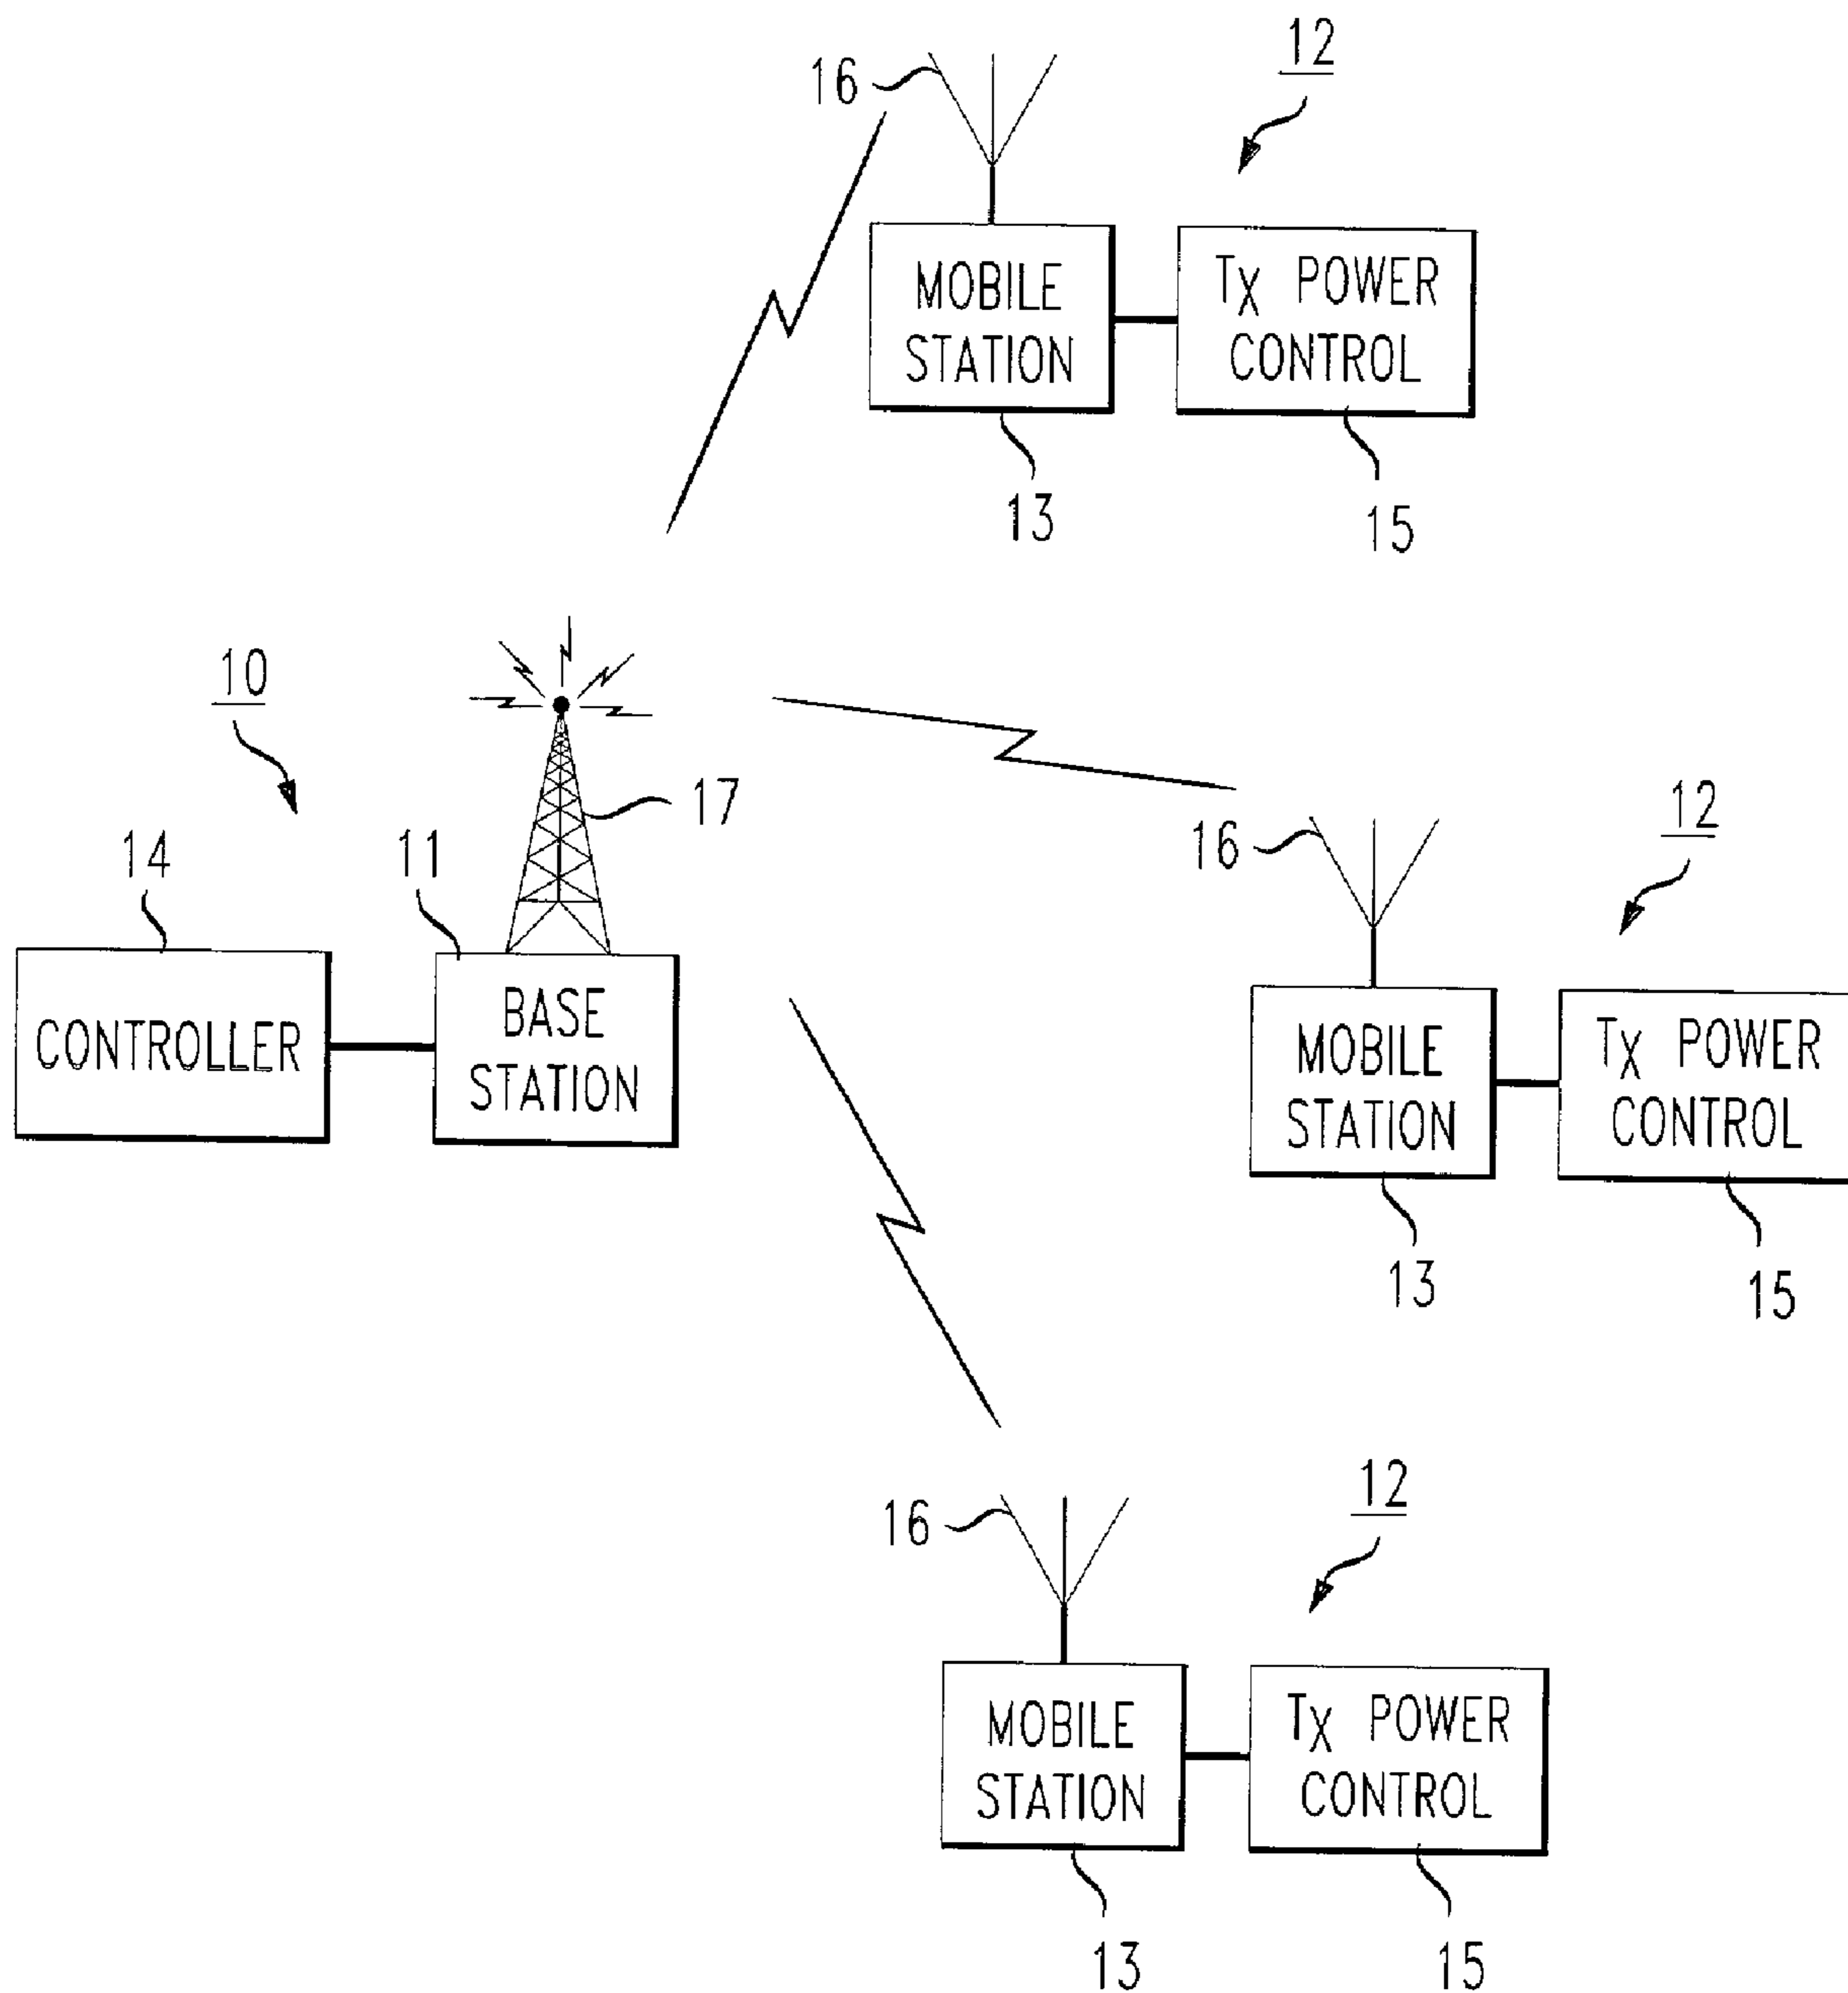 12
16
MOBILE
STATION
TX POWER
CONTROL
13
15
10
17
14
11
CONTROLLER
BASE
STATION
12
16
MOBILE
STATION
TX POWER
CONTROL
13
15
12
16
MOBILE
STATION
TX POWER
CONTROL
13
15